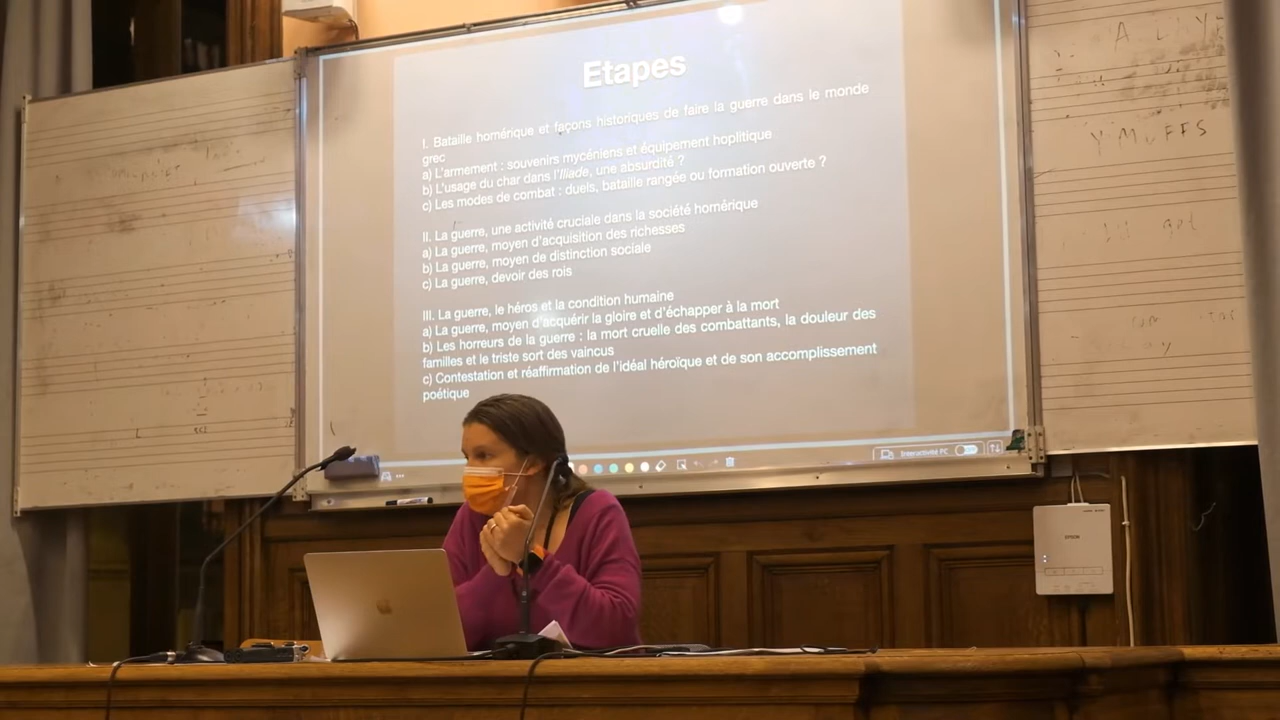 Etapes
I. Bataille homérique et façons historiques de faire la guerre dans le monde
grec
a) L'armement : souvenirs mycéniens et équipement hoplitique
b) L'usage du char dans l'Iliade, une absurdité ?
c) Les modes de combat : duels, bataille rangée ou formation ouverte ?
II. La guerre, une activité cruciale dans la société homérique
a) La guerre, moyen d'acquisition des richesses
b) La guerre, moyen de distinction sociale
c) La guerre, devoir des rois
III. La guerre, le héros et la condition humaine
a) La guerre, moyen d'acquérir la gloire et d'échapper à la mort
b) Les horreurs de la guerre : la mort cruelle des combattants, la douleur des
familles et le triste sort des vaincus
c) Contestation et réaffirmation de l'idéal héroïque et de son accomplissement
poétique
Interactivité PC
EPSON